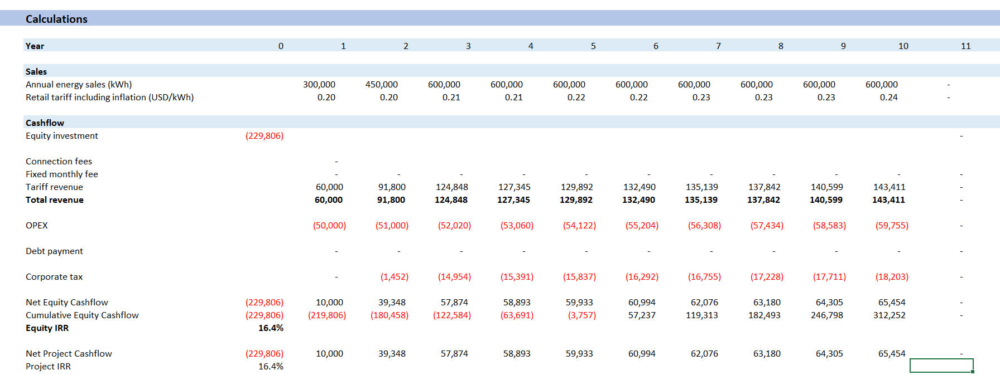 Calculations
Year 0 1 2 3 4 5 6 7 8 9 10 11
Sales
Annual energy sales (kWh) 300,000 450,000 600,000 600,000 600,000 600,000 600,000 600,000 600,000 600,000 -
Retail tariff including inflation (USD/kWh) 0.20 0.20 0.21 0.21 0.22 0.22 0.23 0.23 0.23 0.24 -
Cashflow
Equity investment (229,806) -
Connection fees -
Fixed monthly fee - - - - - - - - - - -
Tariff revenue 60,000 91,800 124,848 127,345 129,892 132,490 135,139 137,842 140,599 143,411 -
Total revenue 60,000 91,800 124,848 127,345 129,892 132,490 135,139 137,842 140,599 143,411 -
OPEX (50,000) (51,000) (52,020) (53,060) (54,122) (55,204) (56,308) (57,434) (58,583) (59,755) -
Debt payment - - - - - - - - - - -
Corporate tax - (1,452) (14,954) (15,391) (15,837) (16,292) (16,755) (17,228) (17,711) (18,203) -
Net Equity Cashflow (229,806) 10,000 39,348 57,874 58,893 59,933 60,994 62,076 63,180 64,305 65,454 -
Cumulative Equity Cashflow (229,806) (219,806) (180,458) (122,584) (63,691) (3,757) 57,237 119,313 182,493 246,798 312,252 -
Equity IRR 16.4%
Net Project Cashflow (229,806) 10,000 39,348 57,874 58,893 59,933 60,994 62,076 63,180 64,305 65,454 -
Project IRR 16.4%